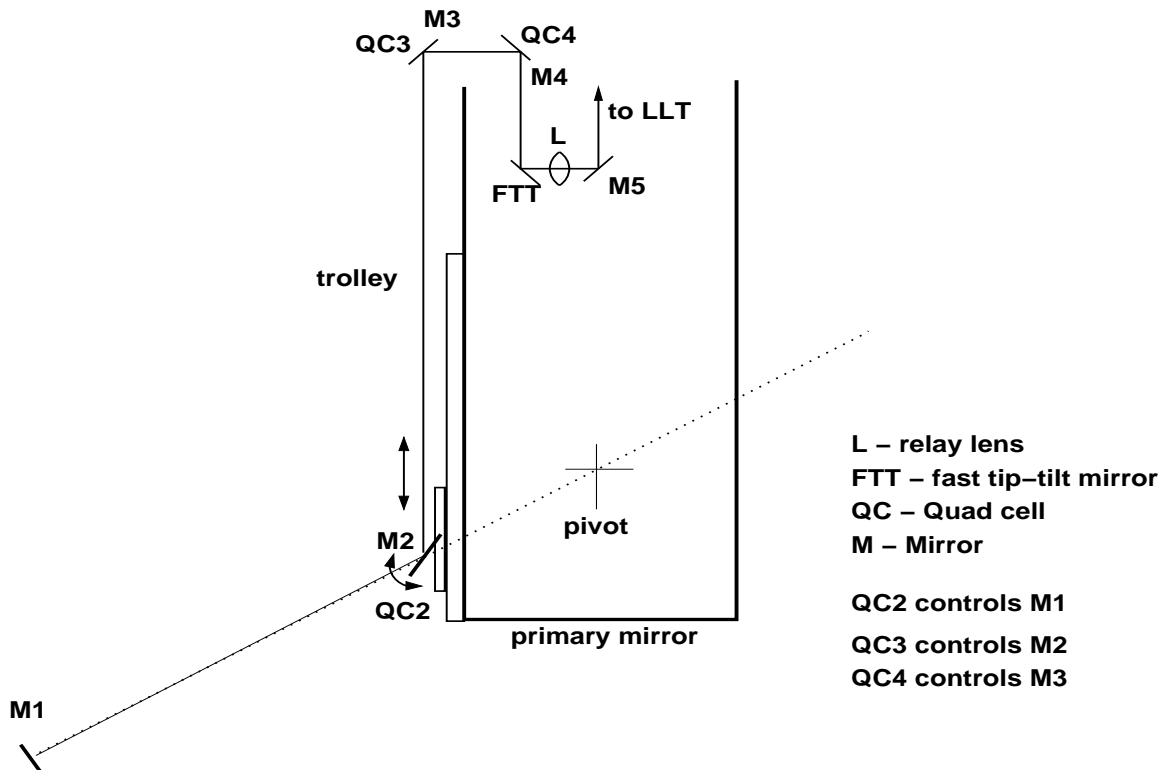 M3
QC3
QC4
M4
to LLT
L
FTT
M5
trolley
M2
QC2
pivot
primary mirror
M1
L – relay lens
FTT – fast tip–tilt mirror
QC – Quad cell
M – Mirror
QC2 controls M1
QC3 controls M2
QC4 controls M3